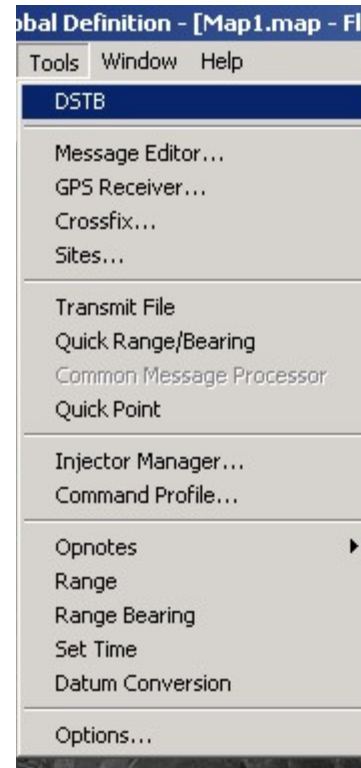 obal Definition - [Map1.map - Fl
Tools Window Help
DSTB
Message Editor...
GPS Receiver...
Crossfix...
Sites...
Transmit File
Quick Range/Bearing
Common Message Processor
Quick Point
Injector Manager...
Command Profile...
Opnotes
Range
Range Bearing
Set Time
Datum Conversion
Options...